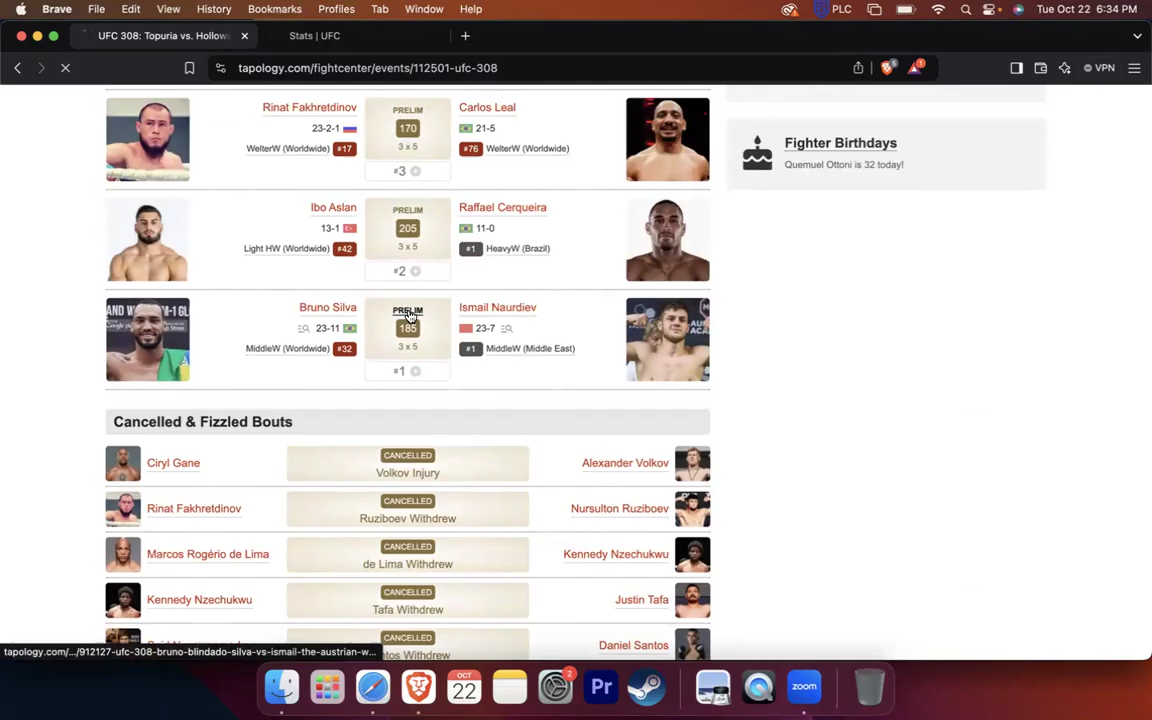 Brave File Edit View History Bookmarks Profiles Tab Window Help PLC Tue Oct 22 6:34 PM
UFC 308: Topuria vs. Hollow Stats | UFC
tapology.com/fightcenter/events/112501-ufc-308 VPN
Rinat Fakhretdinov PRELIM Carlos Leal
23-2-1 170 21-5
WelterW (Worldwide) #17 3 x 5 #76 WelterW (Worldwide)
#3
Fighter Birthdays
Quemuel Ottoni is 32 today!
Ibo Aslan PRELIM Raffael Cerqueira
13-1 205 11-0
Light HW (Worldwide) #42 3 x 5 #1 HeavyW (Brazil)
#2
Bruno Silva PRELIM Ismail Naurdiev
23-11 185 23-7
MiddleW (Worldwide) #32 3 x 5 #1 MiddleW (Middle East)
#1
Cancelled & Fizzled Bouts
Ciryl Gane CANCELLED Alexander Volkov
Volkov Injury
Rinat Fakhretdinov CANCELLED Nursulton Ruziboev
Ruziboev Withdrew
Marcos Rogério de Lima CANCELLED Kennedy Nzechukwu
de Lima Withdrew
Kennedy Nzechukwu CANCELLED Justin Tafa
Tafa Withdrew
CANCELLED Daniel Santos
Withdrew
tapology.com/.../912127-ufc-308-bruno-blindado-silva-vs-ismail-the-austrian-w...
OCT
22
2
Pr
zoom